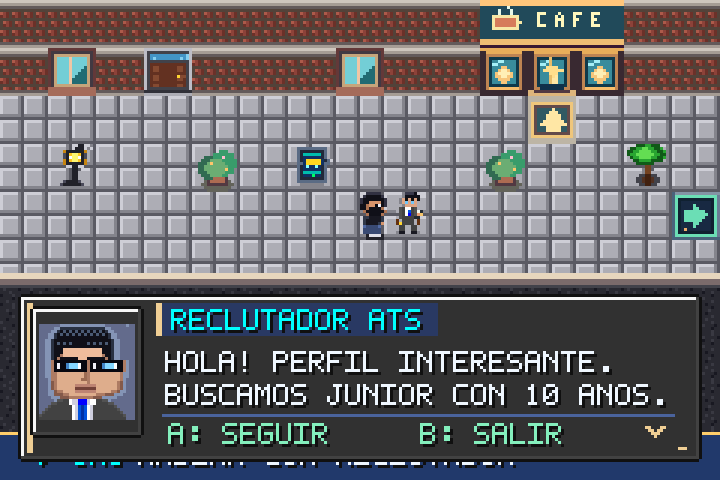 CAFE
RECLUTADOR ATS
HOLA! PERFIL INTERESANTE.
BUSCAMOS JUNIOR CON 10 ANOS.
A: SEGUIR B: SALIR